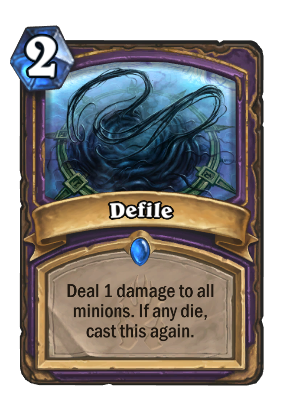 2
Defile
Deal 1 damage to all
minions. If any die,
cast this again.